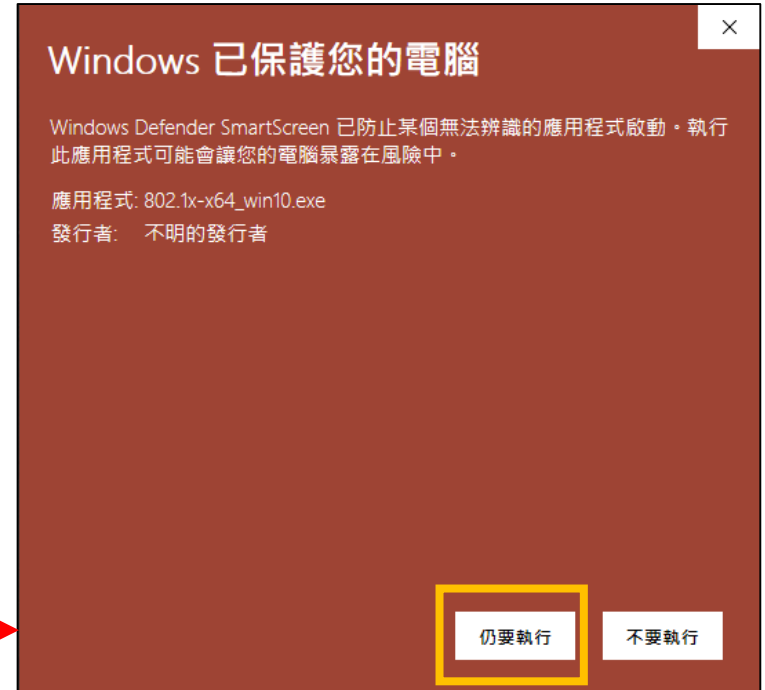 Windows 已保護您的電腦
Windows Defender SmartScreen 已防止某個無法辨識的應用程式啟動。執行
此應用程式可能會讓您的電腦暴露在風險中。
應用程式: 802.1x-x64_win10.exe
發行者: 不明的發行者
仍要執行 不要執行